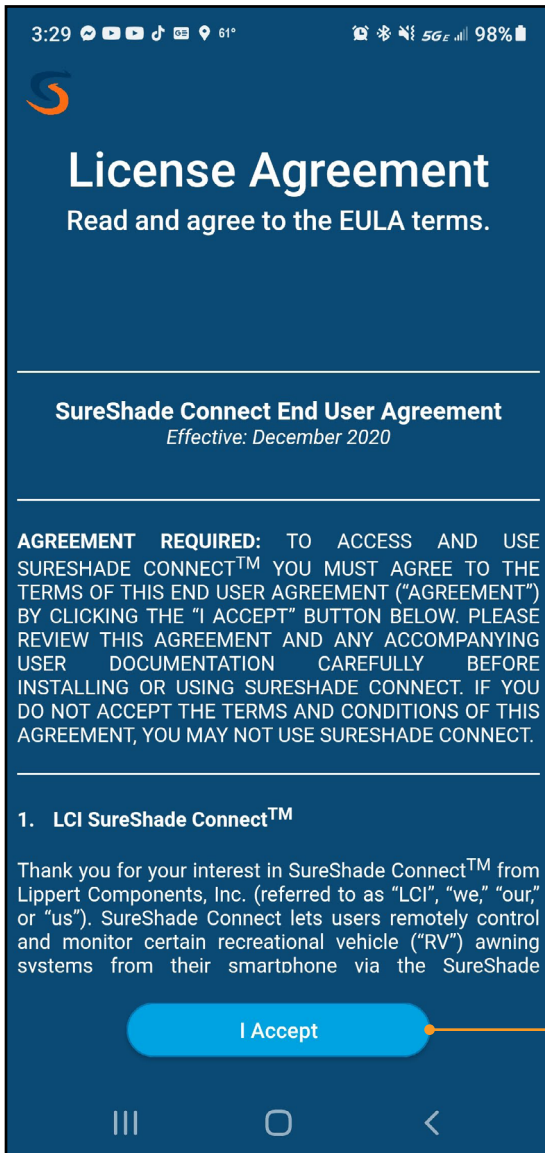 3:29 61° 5GE 98%
License Agreement
Read and agree to the EULA terms.
SureShade Connect End User Agreement
Effective: December 2020
AGREEMENT REQUIRED: TO ACCESS AND USE
SURESHADE CONNECT™ YOU MUST AGREE TO THE
TERMS OF THIS END USER AGREEMENT (“AGREEMENT”)
BY CLICKING THE “I ACCEPT” BUTTON BELOW. PLEASE
REVIEW THIS AGREEMENT AND ANY ACCOMPANYING
USER DOCUMENTATION CAREFULLY BEFORE
INSTALLING OR USING SURESHADE CONNECT. IF YOU
DO NOT ACCEPT THE TERMS AND CONDITIONS OF THIS
AGREEMENT, YOU MAY NOT USE SURESHADE CONNECT.
1. LCI SureShade Connect™
Thank you for your interest in SureShade Connect™ from
Lippert Components, Inc. (referred to as “LCI”, “we,” “our,”
or “us”). SureShade Connect lets users remotely control
and monitor certain recreational vehicle (“RV”) awning
systems from their smartphone via the SureShade
I Accept